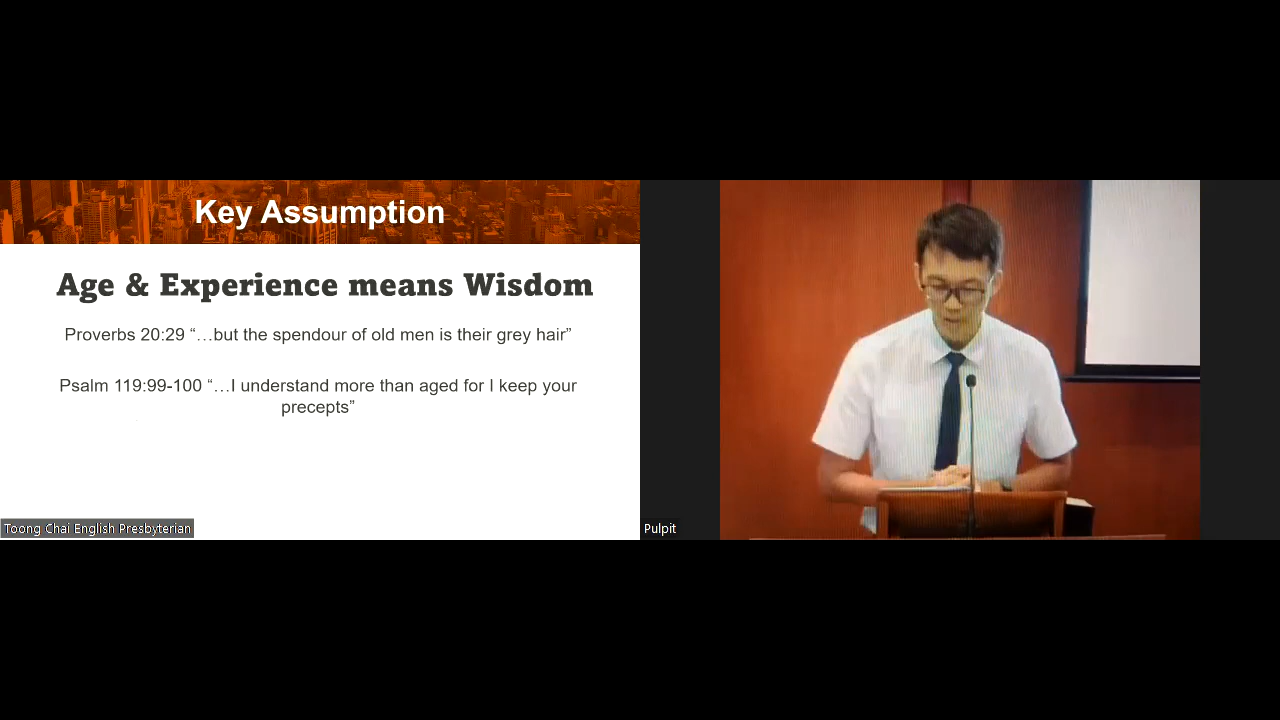 Key Assumption
Age & Experience means Wisdom
Proverbs 20:29 “…but the spendour of old men is their grey hair”
Psalm 119:99-100 “…I understand more than aged for I keep your
precepts”
Toong Chai English Presbyterian
Pulpit